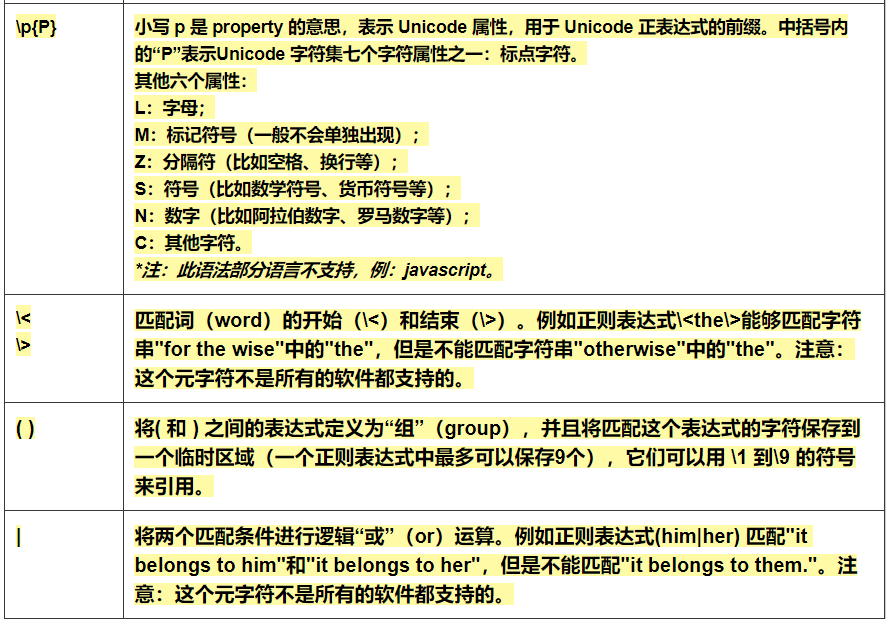 \p{P}
小写 p 是 property 的意思，表示 Unicode 属性，用于 Unicode 正表达式的前缀。中括号内
的“P”表示Unicode 字符集七个字符属性之一：标点字符。
其他六个属性：
L：字母；
M：标记符号（一般不会单独出现）；
Z：分隔符（比如空格、换行等）；
S：符号（比如数学符号、货币符号等）；
N：数字（比如阿拉伯数字、罗马数字等）；
C：其他字符。
*注：此语法部分语言不支持，例：javascript。
\<
\>
匹配词（word）的开始（\<）和结束（\>）。例如正则表达式\<the\>能够匹配字符
串"for the wise"中的"the"，但是不能匹配字符串"otherwise"中的"the"。注意：
这个元字符不是所有的软件都支持的。
( )
将( 和 ) 之间的表达式定义为“组”（group），并且将匹配这个表达式的字符保存到
一个临时区域（一个正则表达式中最多可以保存9个），它们可以用 \1 到\9 的符号
来引用。
|
将两个匹配条件进行逻辑“或”（or）运算。例如正则表达式(him|her) 匹配"it
belongs to him"和"it belongs to her"，但是不能匹配"it belongs to them."。注
意：这个元字符不是所有的软件都支持的。